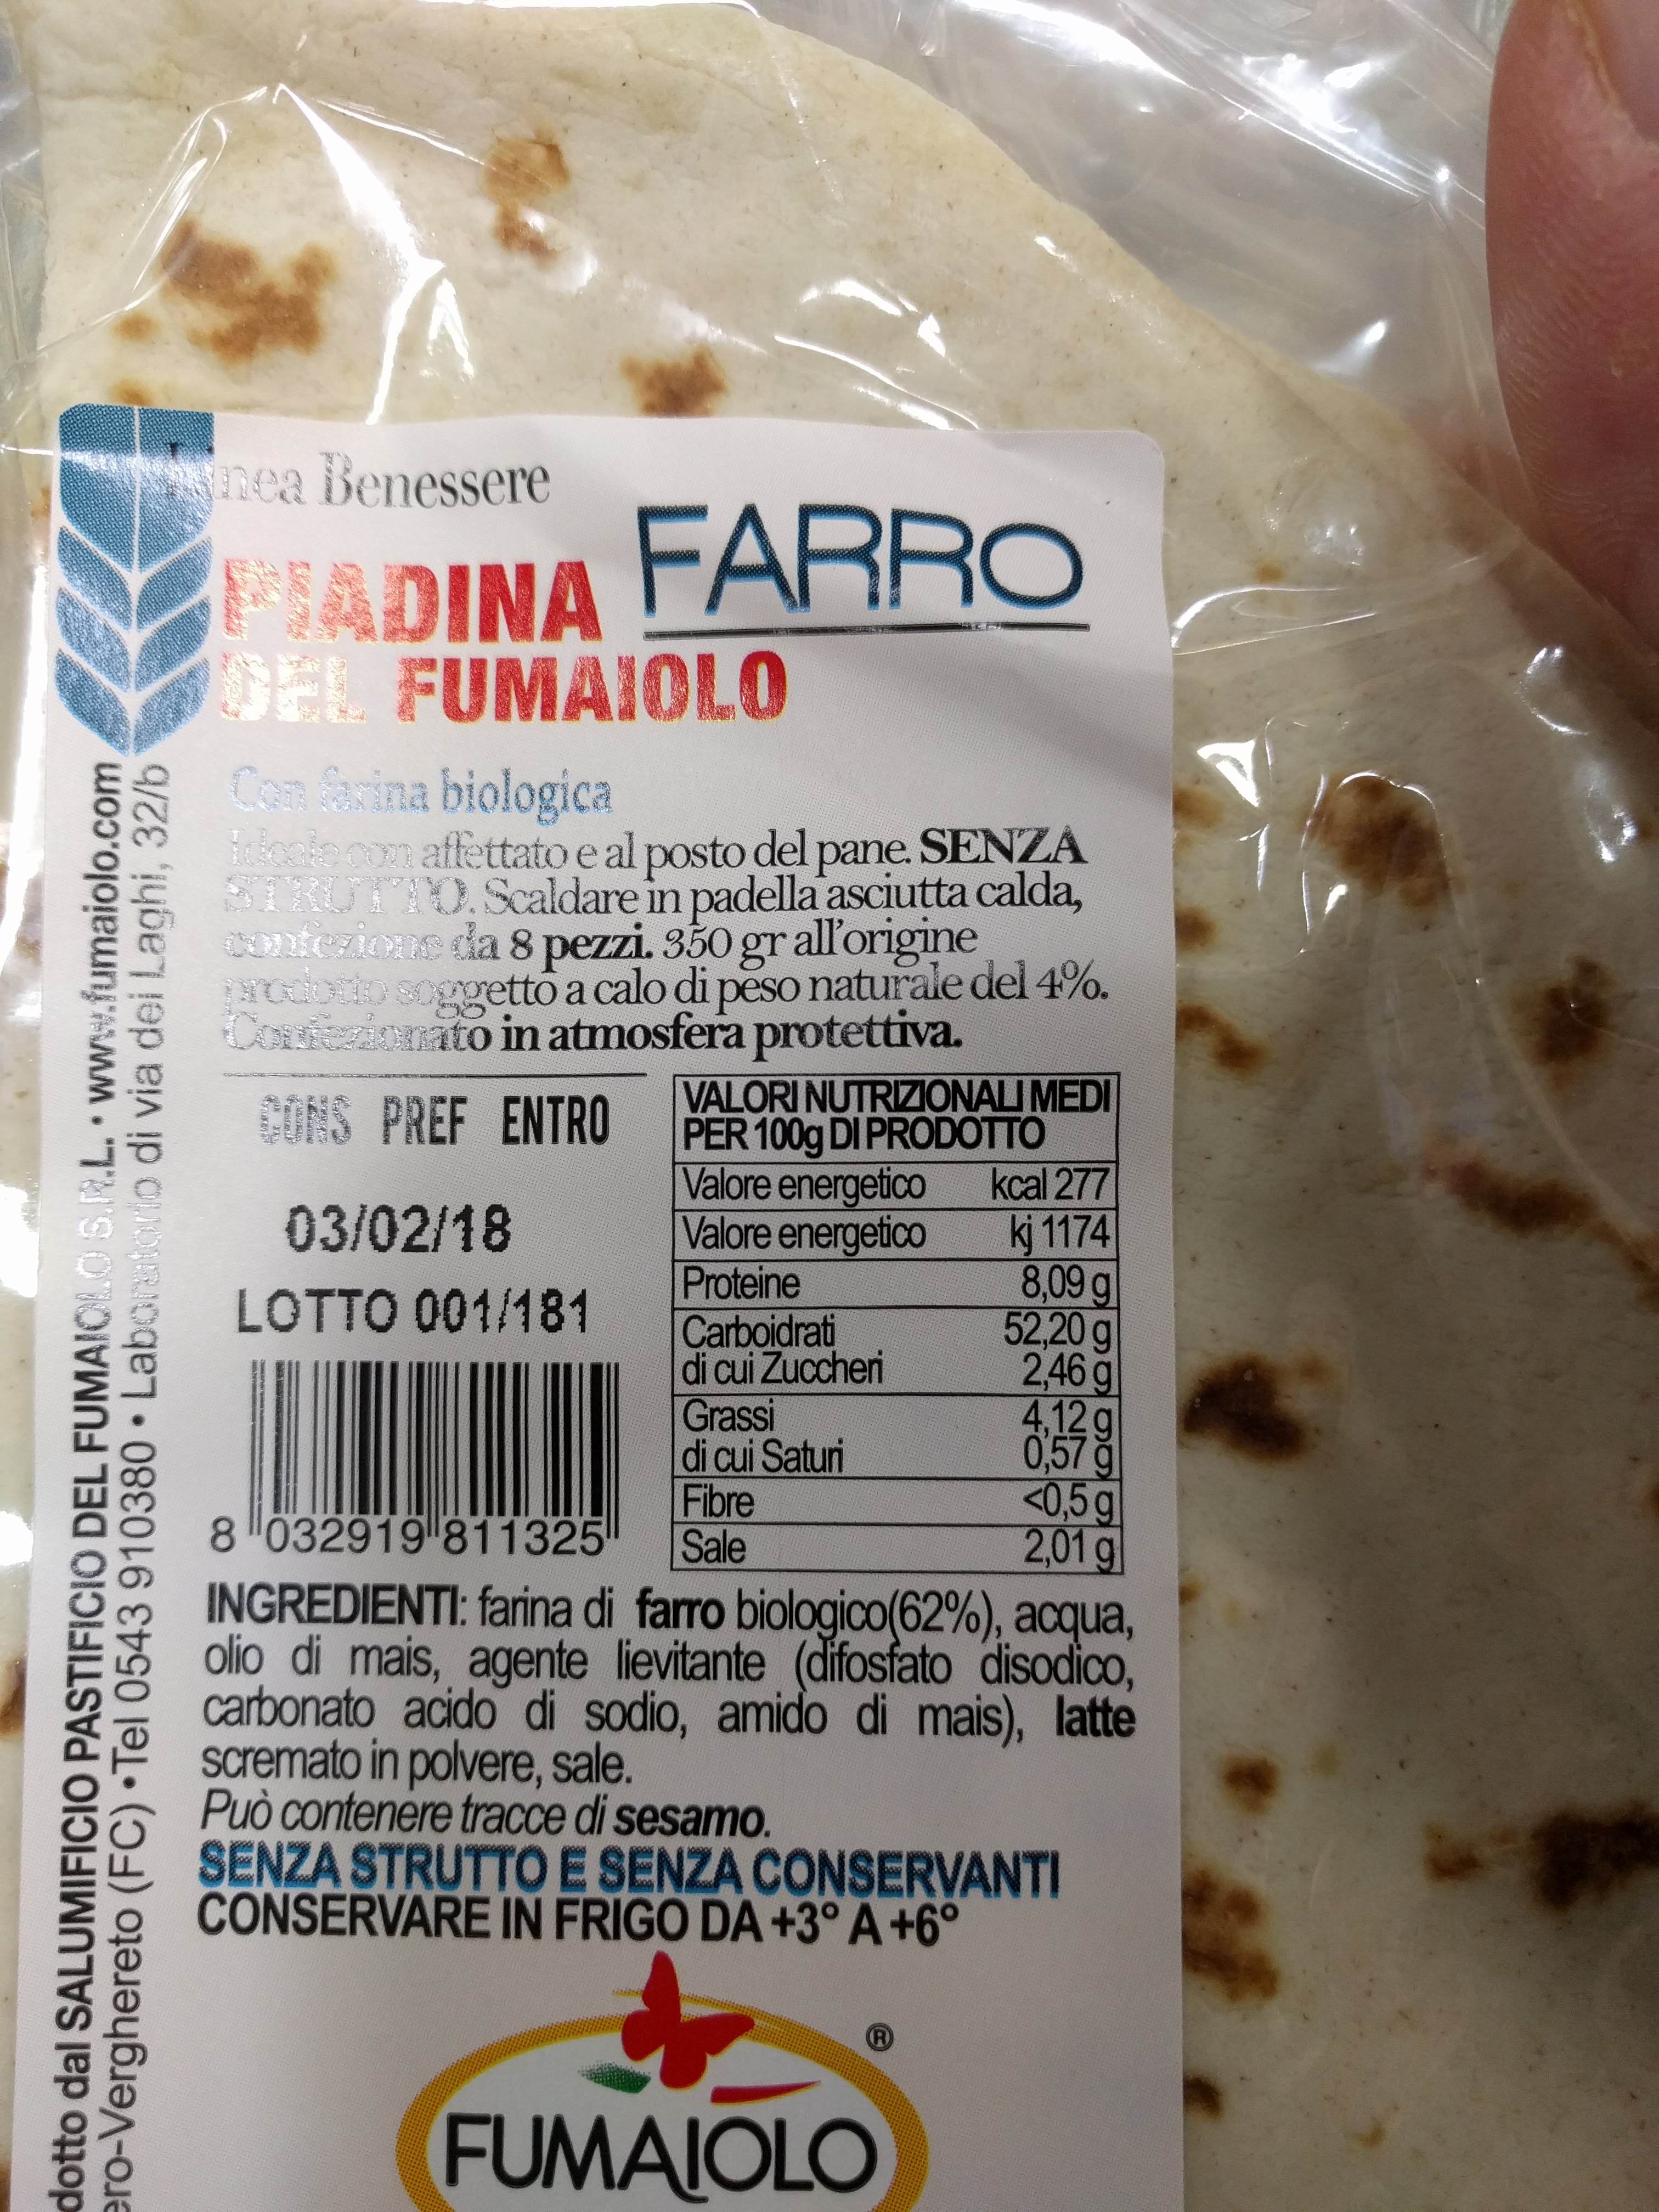 Linea Benessere
FARRO
PIADINA
DEL FUMAIOLO
Con farina biologica
Ideale con affettato e al posto del pane. SENZA
STRUTTO. Scaldare in padella asciutta calda,
confezione da 8 pezzi. 350 gr all'origine
prodotto soggetto a calo di peso naturale del 4%.
Confezionato in atmosfera protettiva.
CONS PREF ENTRO
03/02/18
LOTTO 001/181
8 032919 811325
VALORI NUTRIZIONALI MEDI
PER 100g DI PRODOTTO
Valore energetico kcal 277
Valore energetico kj 1174
Proteine 8,09 g
Carboidrati 52,20 g
di cui Zuccheri 2,46 g
Grassi 4,12 g
di cui Saturi 0,57 g
Fibre <0,5 g
Sale 2,01 g
INGREDIENTI: farina di farro biologico(62%), acqua,
olio di mais, agente lievitante (difosfato disodico,
carbonato acido di sodio, amido di mais), latte
scremato in polvere, sale.
Può contenere tracce di sesamo.
SENZA STRUTTO E SENZA CONSERVANTI
CONSERVARE IN FRIGO DA +3° A +6°
®
FUMAIOLO
dotto dal SALUMIFICIO PASTIFICIO DEL FUMAIOLO S.R.L. • www.fumaiolo.com
ero-Verghereto (FC) • Tel 0543 910380 • Laboratorio di via dei Laghi, 32/b